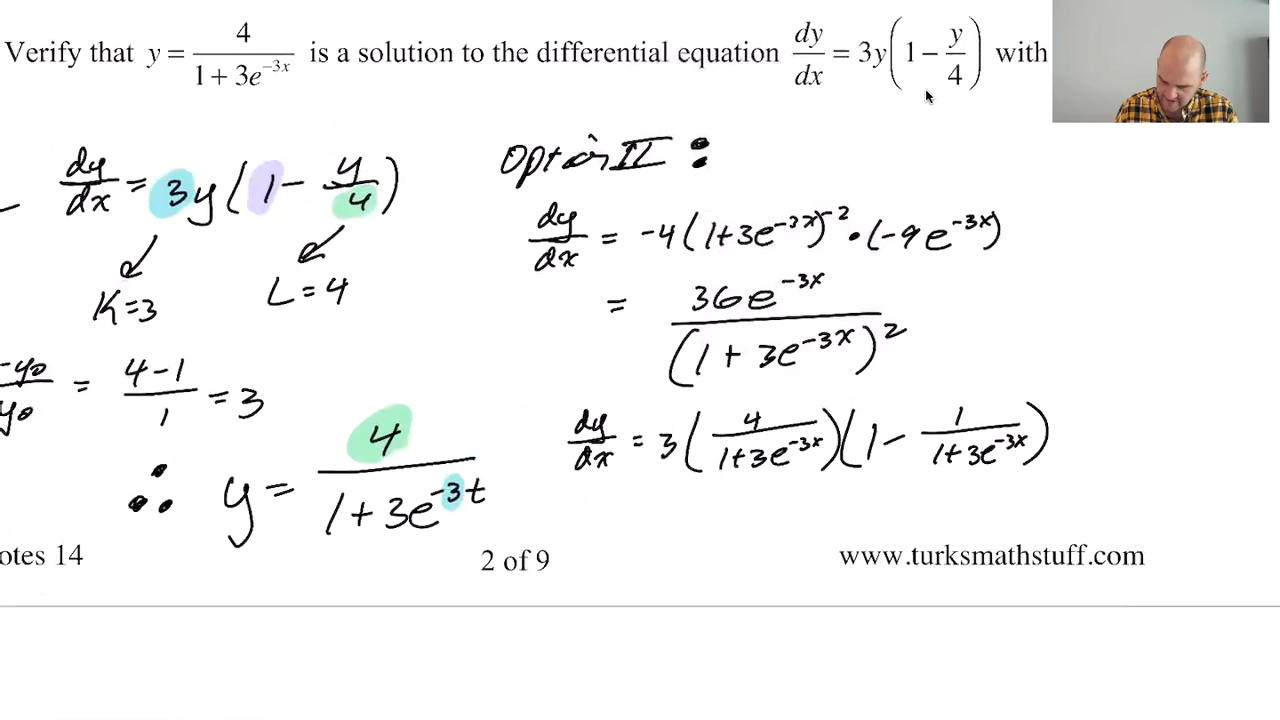 Verify that y = 4/(1 + 3e^{-3x}) is a solution to the differential equation dy/dx = 3y(1 - y/4) with
dy/dx = 3y(1 - y/4)
K=3
L=4
-y0/y0 = (4-1)/1 = 3
∴ y = 4/(1+3e^{-3t})
Option II :
dy/dx = -4(1+3e^{-3x})^{-2} • (-9e^{-3x})
= 36e^{-3x}/(1+3e^{-3x})^2
dy/dx = 3(4/(1+3e^{-3x}))(1 - 1/(1+3e^{-3x}))
otes 14
2 of 9
www.turksmathstuff.com